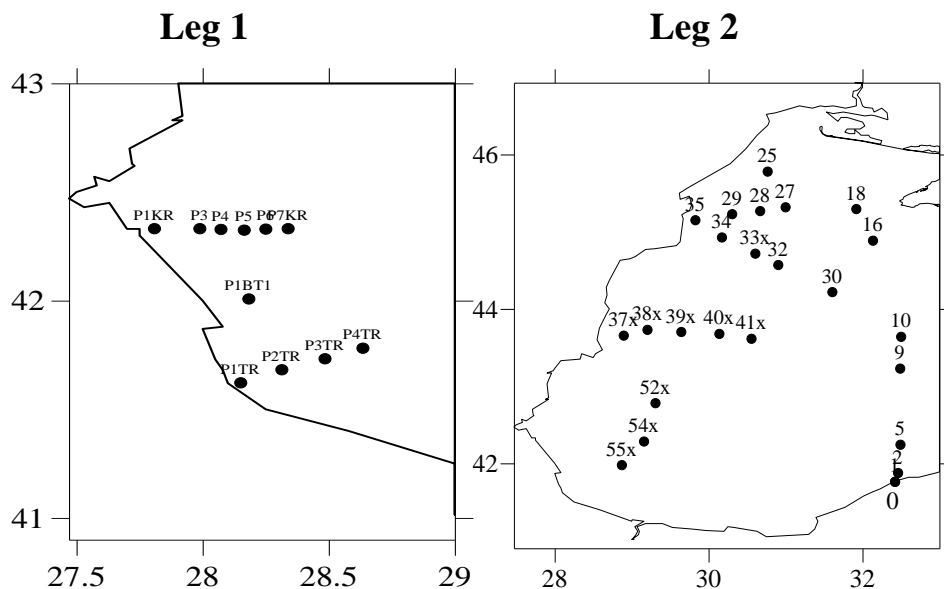 Leg 1
Leg 2
43
42
41
27.5
28
28.5
29
P1KR
P3
P4
P5
P6
P7KR
P1BT1
P4TR
P3TR
P2TR
P1TR
46
44
42
28
30
32
25
35
29
28
27
18
34
16
33x
32
30
37x
38x
39x
40x
41x
10
9
52x
54x
55x
5
2
1
0